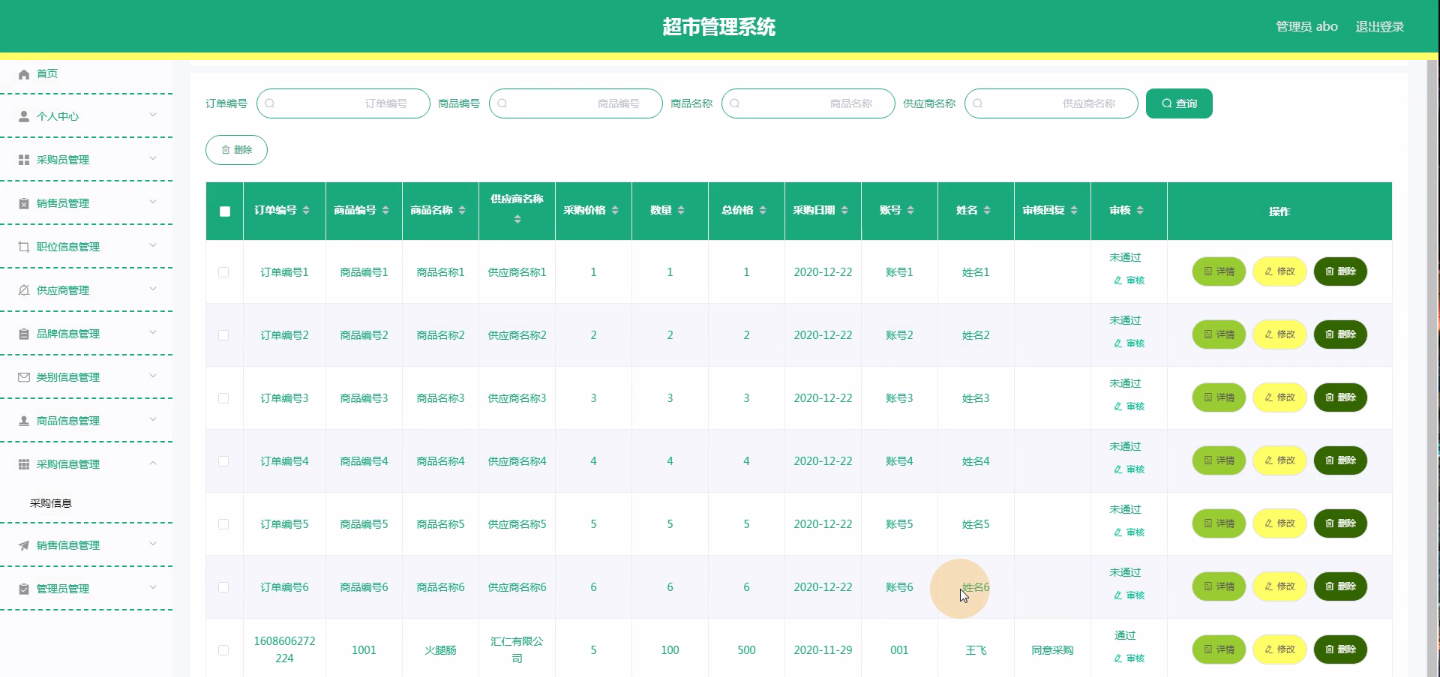 超市管理系统
管理员 abo 退出登录
首页
个人中心
采购员管理
销售员管理
职位信息管理
供应商管理
品牌信息管理
类别信息管理
商品信息管理
采购信息管理
采购信息
销售信息管理
管理员管理
订单编号 订单编号 商品编号 商品编号 商品名称 商品名称 供应商名称 供应商名称 查询
删除
订单编号 商品编号 商品名称 供应商名称 采购价格 数量 总价格 采购日期 账号 姓名 审核回复 审核 操作
订单编号1 商品编号1 商品名称1 供应商名称1 1 1 1 2020-12-22 账号1 姓名1 未通过 审核 详情 修改 删除
订单编号2 商品编号2 商品名称2 供应商名称2 2 2 2 2020-12-22 账号2 姓名2 未通过 审核 详情 修改 删除
订单编号3 商品编号3 商品名称3 供应商名称3 3 3 3 2020-12-22 账号3 姓名3 未通过 审核 详情 修改 删除
订单编号4 商品编号4 商品名称4 供应商名称4 4 4 4 2020-12-22 账号4 姓名4 未通过 审核 详情 修改 删除
订单编号5 商品编号5 商品名称5 供应商名称5 5 5 5 2020-12-22 账号5 姓名5 未通过 审核 详情 修改 删除
订单编号6 商品编号6 商品名称6 供应商名称6 6 6 6 2020-12-22 账号6 姓名6 未通过 审核 详情 修改 删除
1608606272224 1001 火腿肠 汇仁有限公司 5 100 500 2020-11-29 001 王飞 同意采购 通过 审核 详情 修改 删除